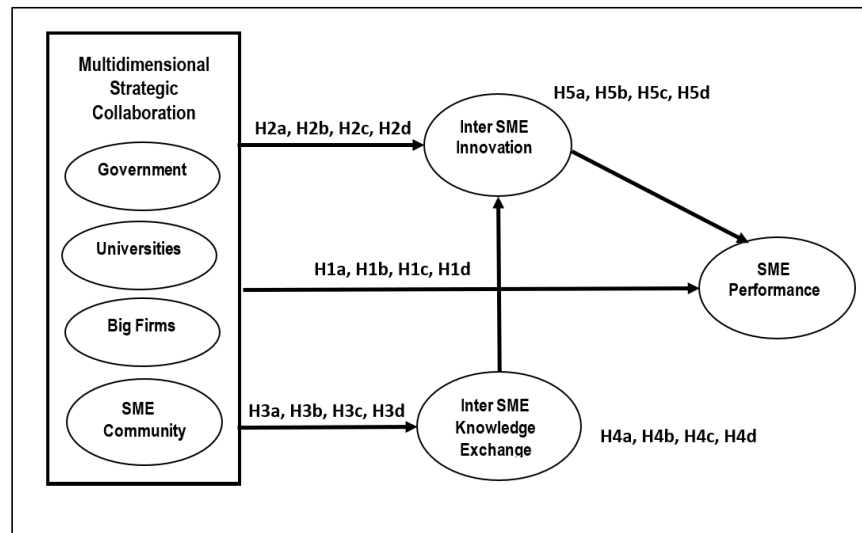 Multidimensional
Strategic
Collaboration
Government
Universities
Big Firms
SME
Community
H2a, H2b, H2c, H2d
H1a, H1b, H1c, H1d
H3a, H3b, H3c, H3d
Inter SME
Innovation
H5a, H5b, H5c, H5d
SME
Performance
Inter SME
Knowledge
Exchange
H4a, H4b, H4c, H4d